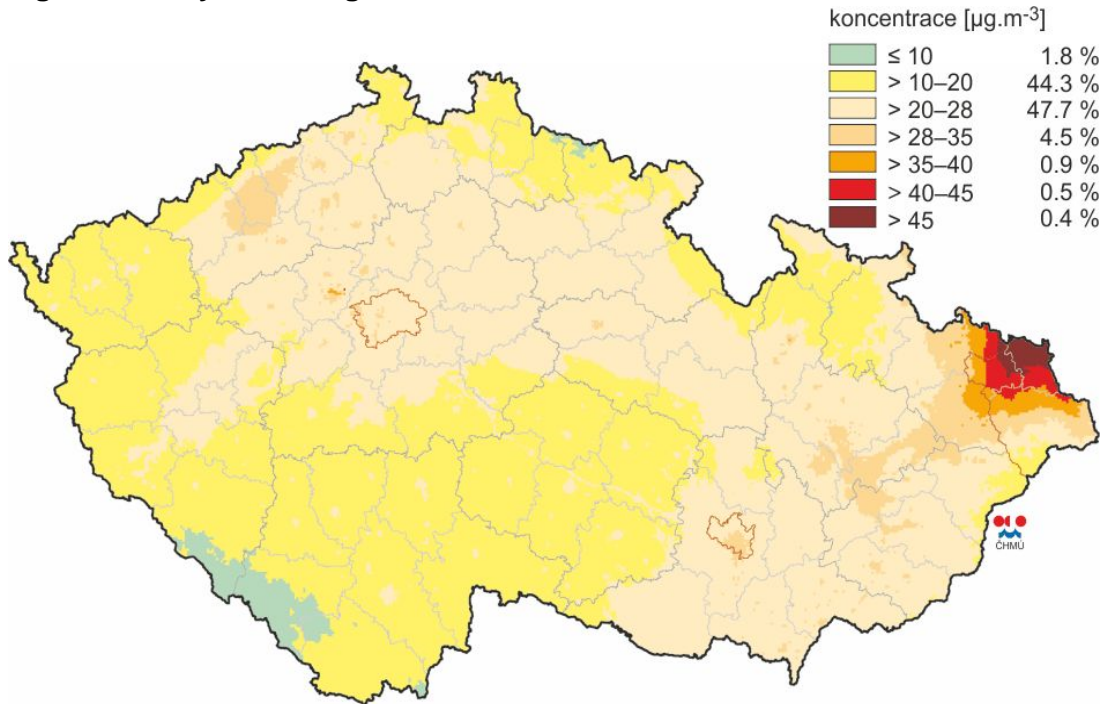 koncentrace [µg.m⁻³]
≤ 10 1.8 %
> 10–20 44.3 %
> 20–28 47.7 %
> 28–35 4.5 %
> 35–40 0.9 %
> 40–45 0.5 %
> 45 0.4 %
ČHMÚ